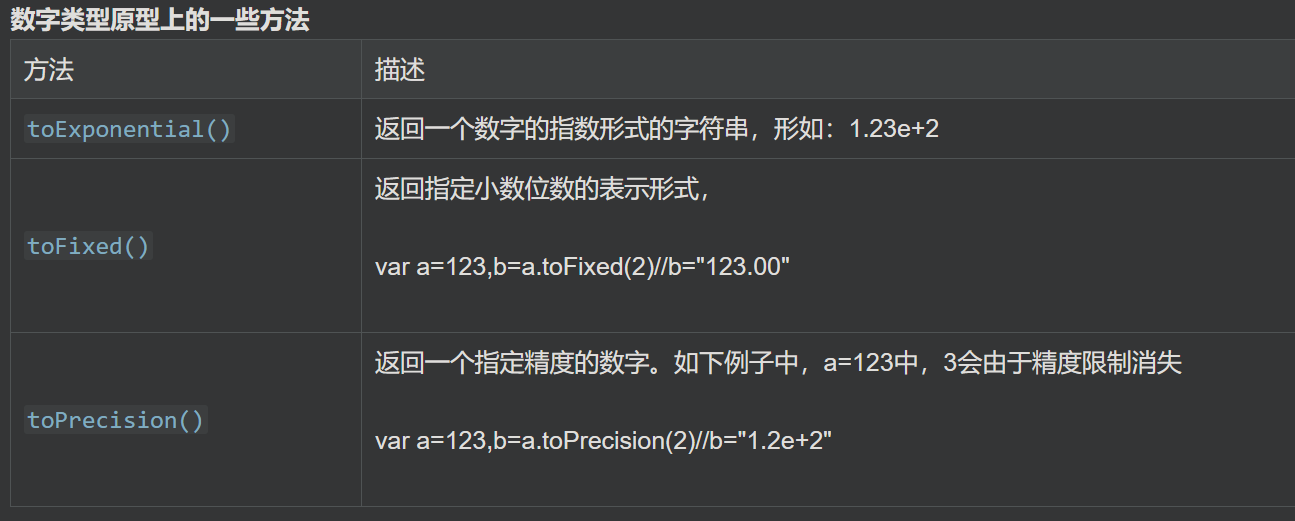 数字类型原型上的一些方法
方法
描述
toExponential()
返回一个数字的指数形式的字符串，形如：1.23e+2
toFixed()
返回指定小数位数的表示形式，
var a=123,b=a.toFixed(2)//b="123.00"
toPrecision()
返回一个指定精度的数字。如下例子中，a=123中，3会由于精度限制消失
var a=123,b=a.toPrecision(2)//b="1.2e+2"